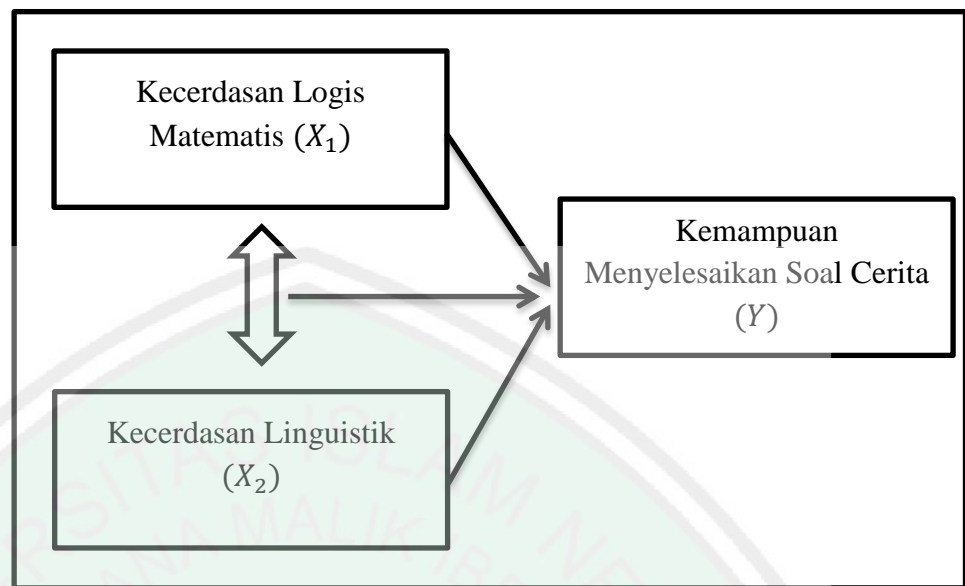 Kecerdasan Logis
Matematis (𝑋₁)
Kemampuan
Menyelesaikan Soal Cerita
(𝑌)
Kecerdasan Linguistik
(𝑋₂)